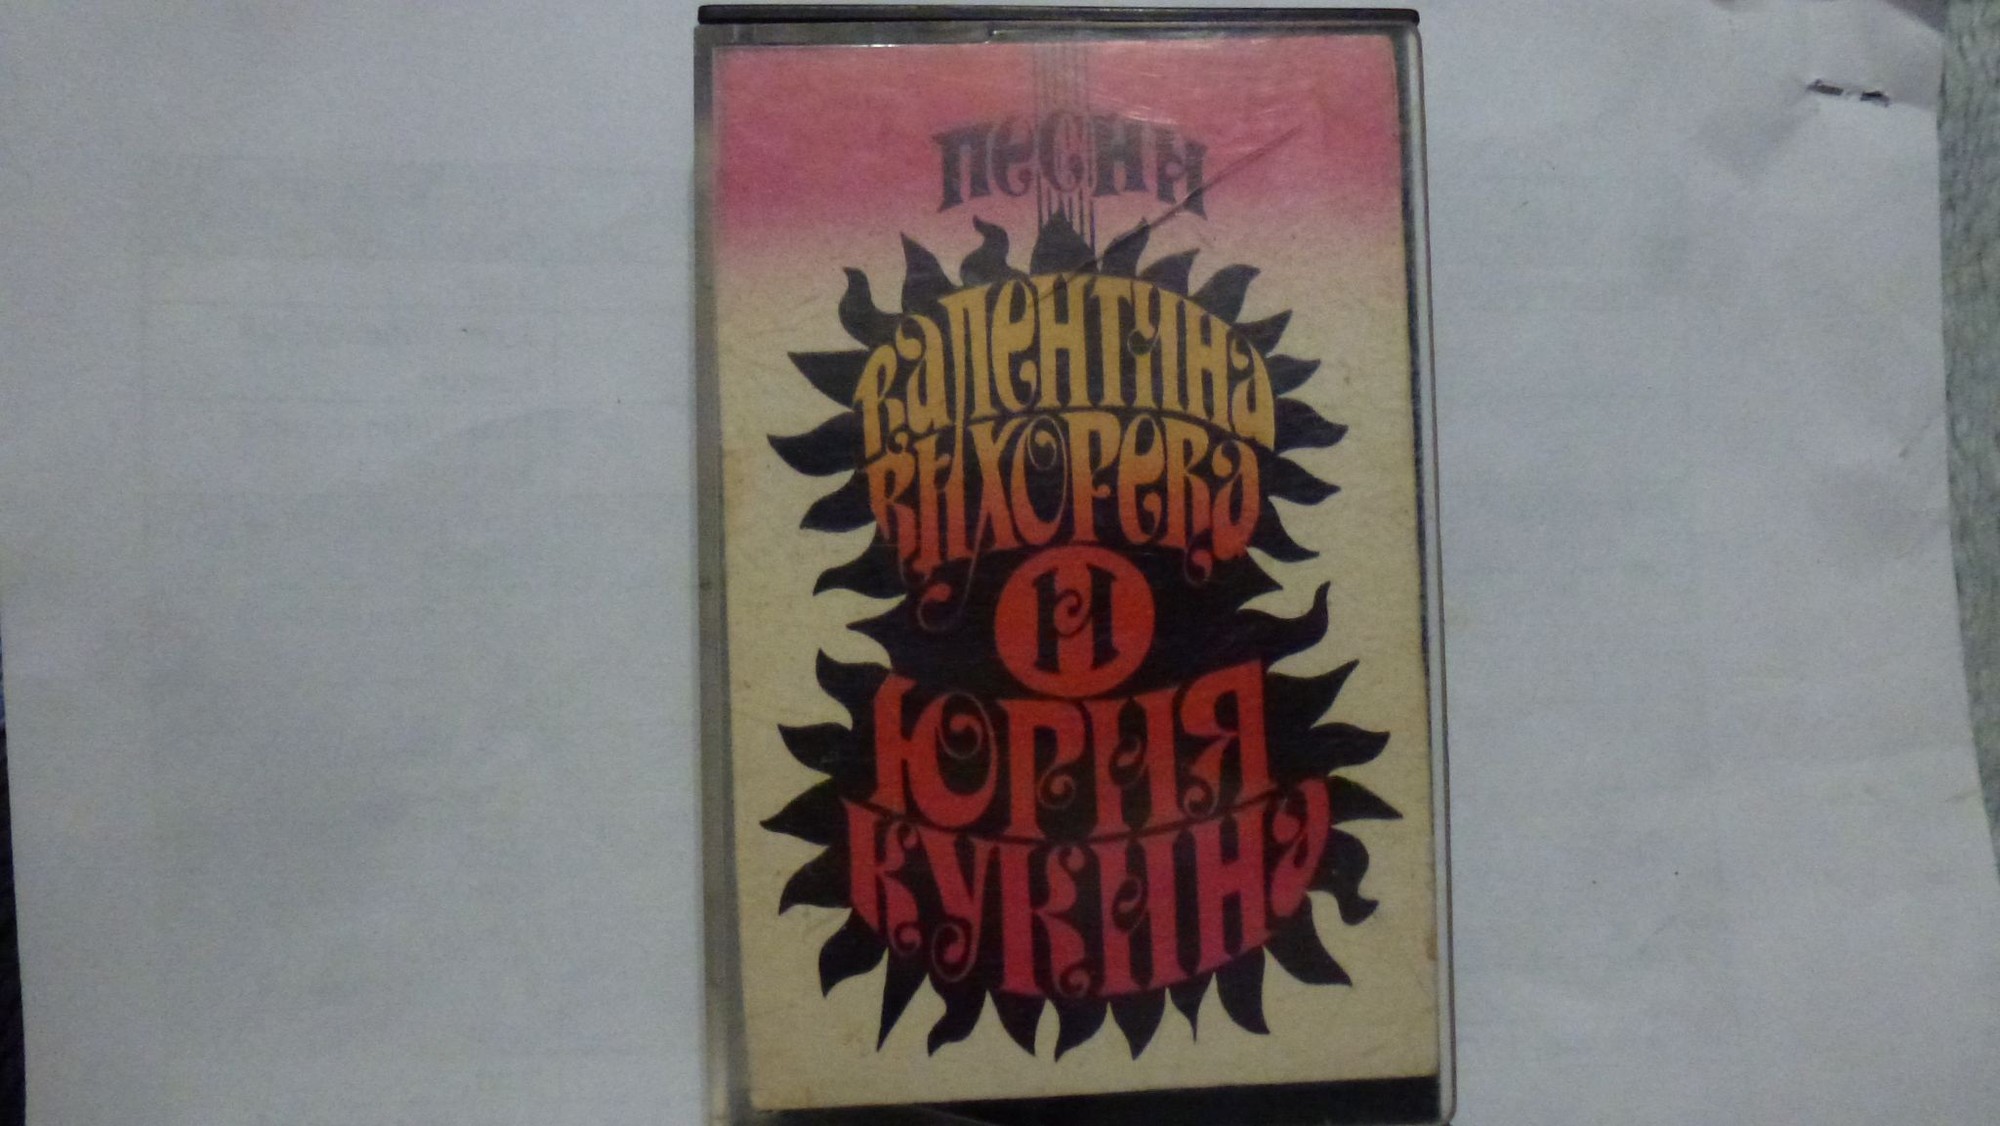 ПЕСНИ
ВАЛЕНТИНА
ВИХОРЕВА
И
ЮРИЯ
КУКИНА